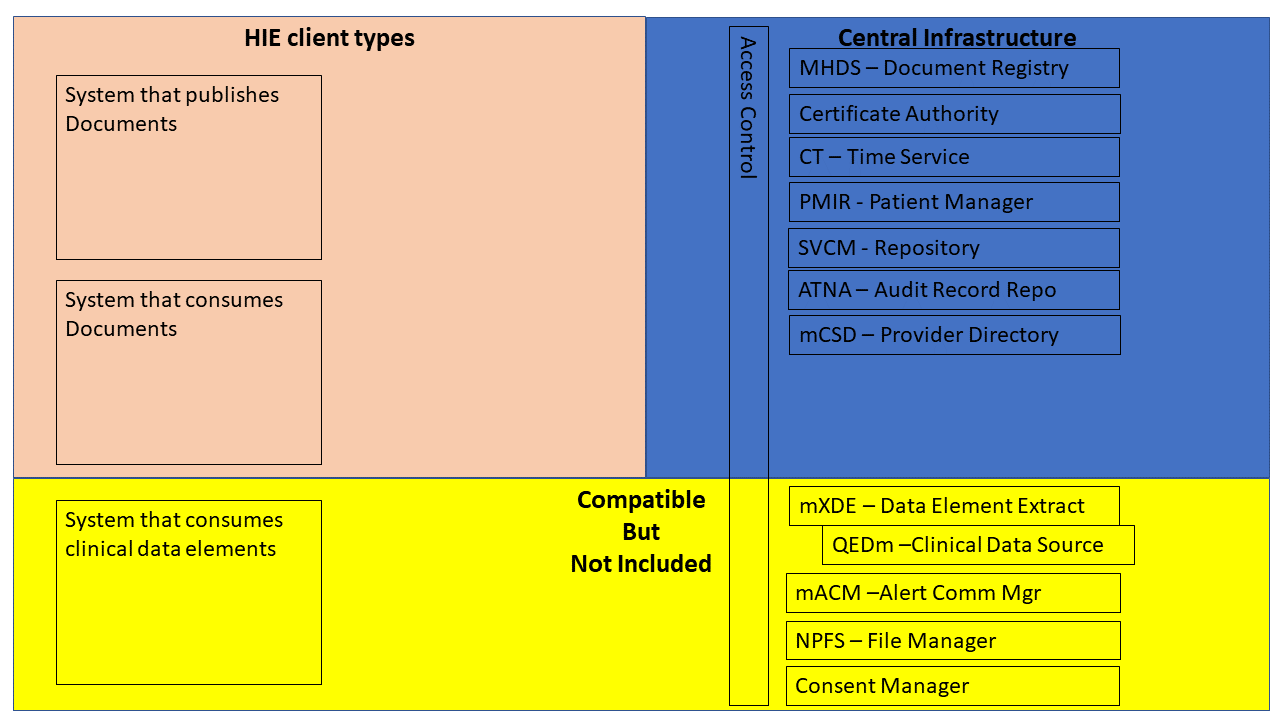 HIE client types
System that publishes
Documents
System that consumes
Documents
Central Infrastructure
Access Control
MHDS – Document Registry
Certificate Authority
CT – Time Service
PMIR - Patient Manager
SVCM - Repository
ATNA – Audit Record Repo
mCSD – Provider Directory
System that consumes
clinical data elements
Compatible
But
Not Included
mXDE – Data Element Extract
QEDm –Clinical Data Source
mACM –Alert Comm Mgr
NPFS – File Manager
Consent Manager